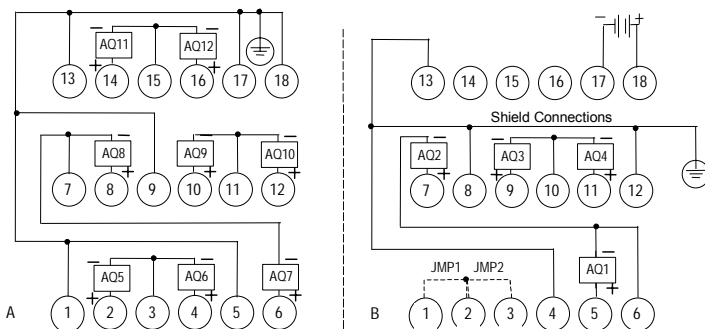 AQ11 AQ12
13 14 15 16 17 18
AQ8 AQ9 AQ10
7 8 9 10 11 12
AQ5 AQ6 AQ7
A 1 2 3 4 5 6
− +
13 14 15 16 17 18
Shield Connections
AQ2 AQ3 AQ4
7 8 9 10 11 12
AQ1
JMP1 JMP2
B 1 2 3 4 5 6